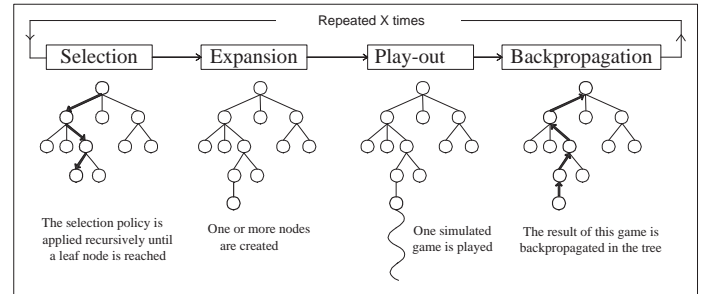 Repeated X times
Selection
Expansion
Play-out
Backpropagation
The selection policy is
applied recursively until
a leaf node is reached
One or more nodes
are created
One simulated
game is played
The result of this game is
backpropagated in the tree